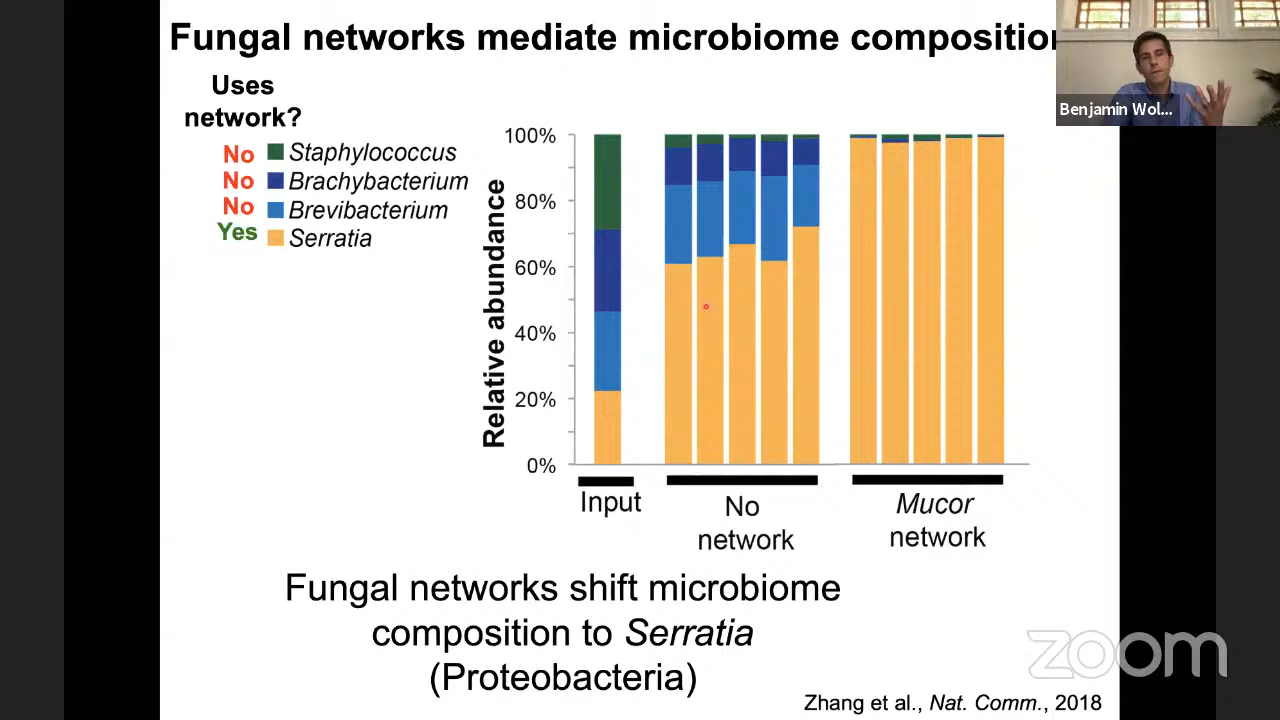 Fungal networks mediate microbiome composition
Benjamin Wol...
Uses
network?
No Staphylococcus
No Brachybacterium
No Brevibacterium
Yes Serratia
Relative abundance
100%
80%
60%
40%
20%
0%
Input
No
network
Mucor
network
Fungal networks shift microbiome
composition to Serratia
(Proteobacteria)
zoom
Zhang et al., Nat. Comm., 2018